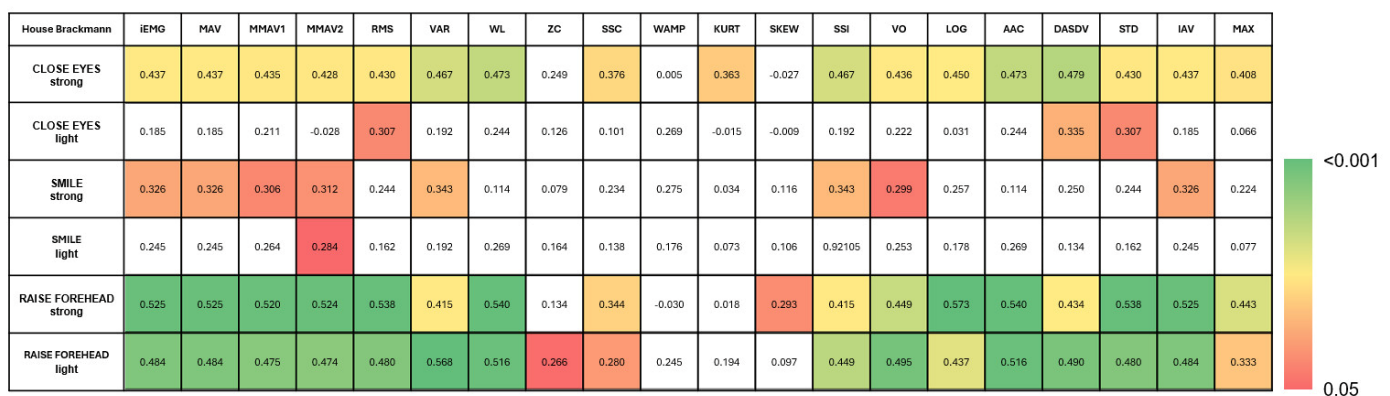 House Brackmann iEMG MAV MMAV1 MMAV2 RMS VAR WL ZC SSC WAMP KURT SKEW SSI VO LOG AAC DASDV STD IAV MAX
CLOSE EYES
strong
0.437 0.437 0.435 0.428 0.430 0.467 0.473 0.249 0.376 0.005 0.363 -0.027 0.467 0.436 0.450 0.473 0.479 0.430 0.437 0.408
CLOSE EYES
light
0.185 0.185 0.211 -0.028 0.307 0.192 0.244 0.126 0.101 0.269 -0.015 -0.009 0.192 0.222 0.031 0.244 0.335 0.307 0.185 0.066
SMILE
strong
0.326 0.326 0.306 0.312 0.244 0.343 0.114 0.079 0.234 0.275 0.034 0.116 0.343 0.299 0.257 0.114 0.250 0.244 0.326 0.224
SMILE
light
0.245 0.245 0.264 0.284 0.162 0.192 0.269 0.164 0.138 0.176 0.073 0.106 0.92105 0.253 0.178 0.269 0.134 0.162 0.245 0.077
RAISE FOREHEAD
strong
0.525 0.525 0.520 0.524 0.538 0.415 0.540 0.134 0.344 -0.030 0.018 0.293 0.415 0.449 0.573 0.540 0.434 0.538 0.525 0.443
RAISE FOREHEAD
light
0.484 0.484 0.475 0.474 0.480 0.568 0.516 0.266 0.280 0.245 0.194 0.097 0.449 0.495 0.437 0.516 0.490 0.480 0.484 0.333
<0.001
0.05